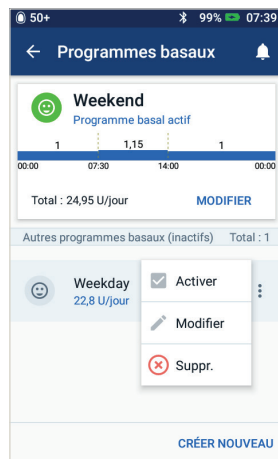 50+ 99% 07:39
Programmes basaux
Weekend
Programme basal actif
1 1,15 1
00:00 07:30 14:00 00:00
Total : 24,95 U/jour MODIFIER
Autres programmes basaux (inactifs) Total : 1
Weekday
22,8 U/jour
Activer
Modifier
Suppr.
CRÉER NOUVEAU